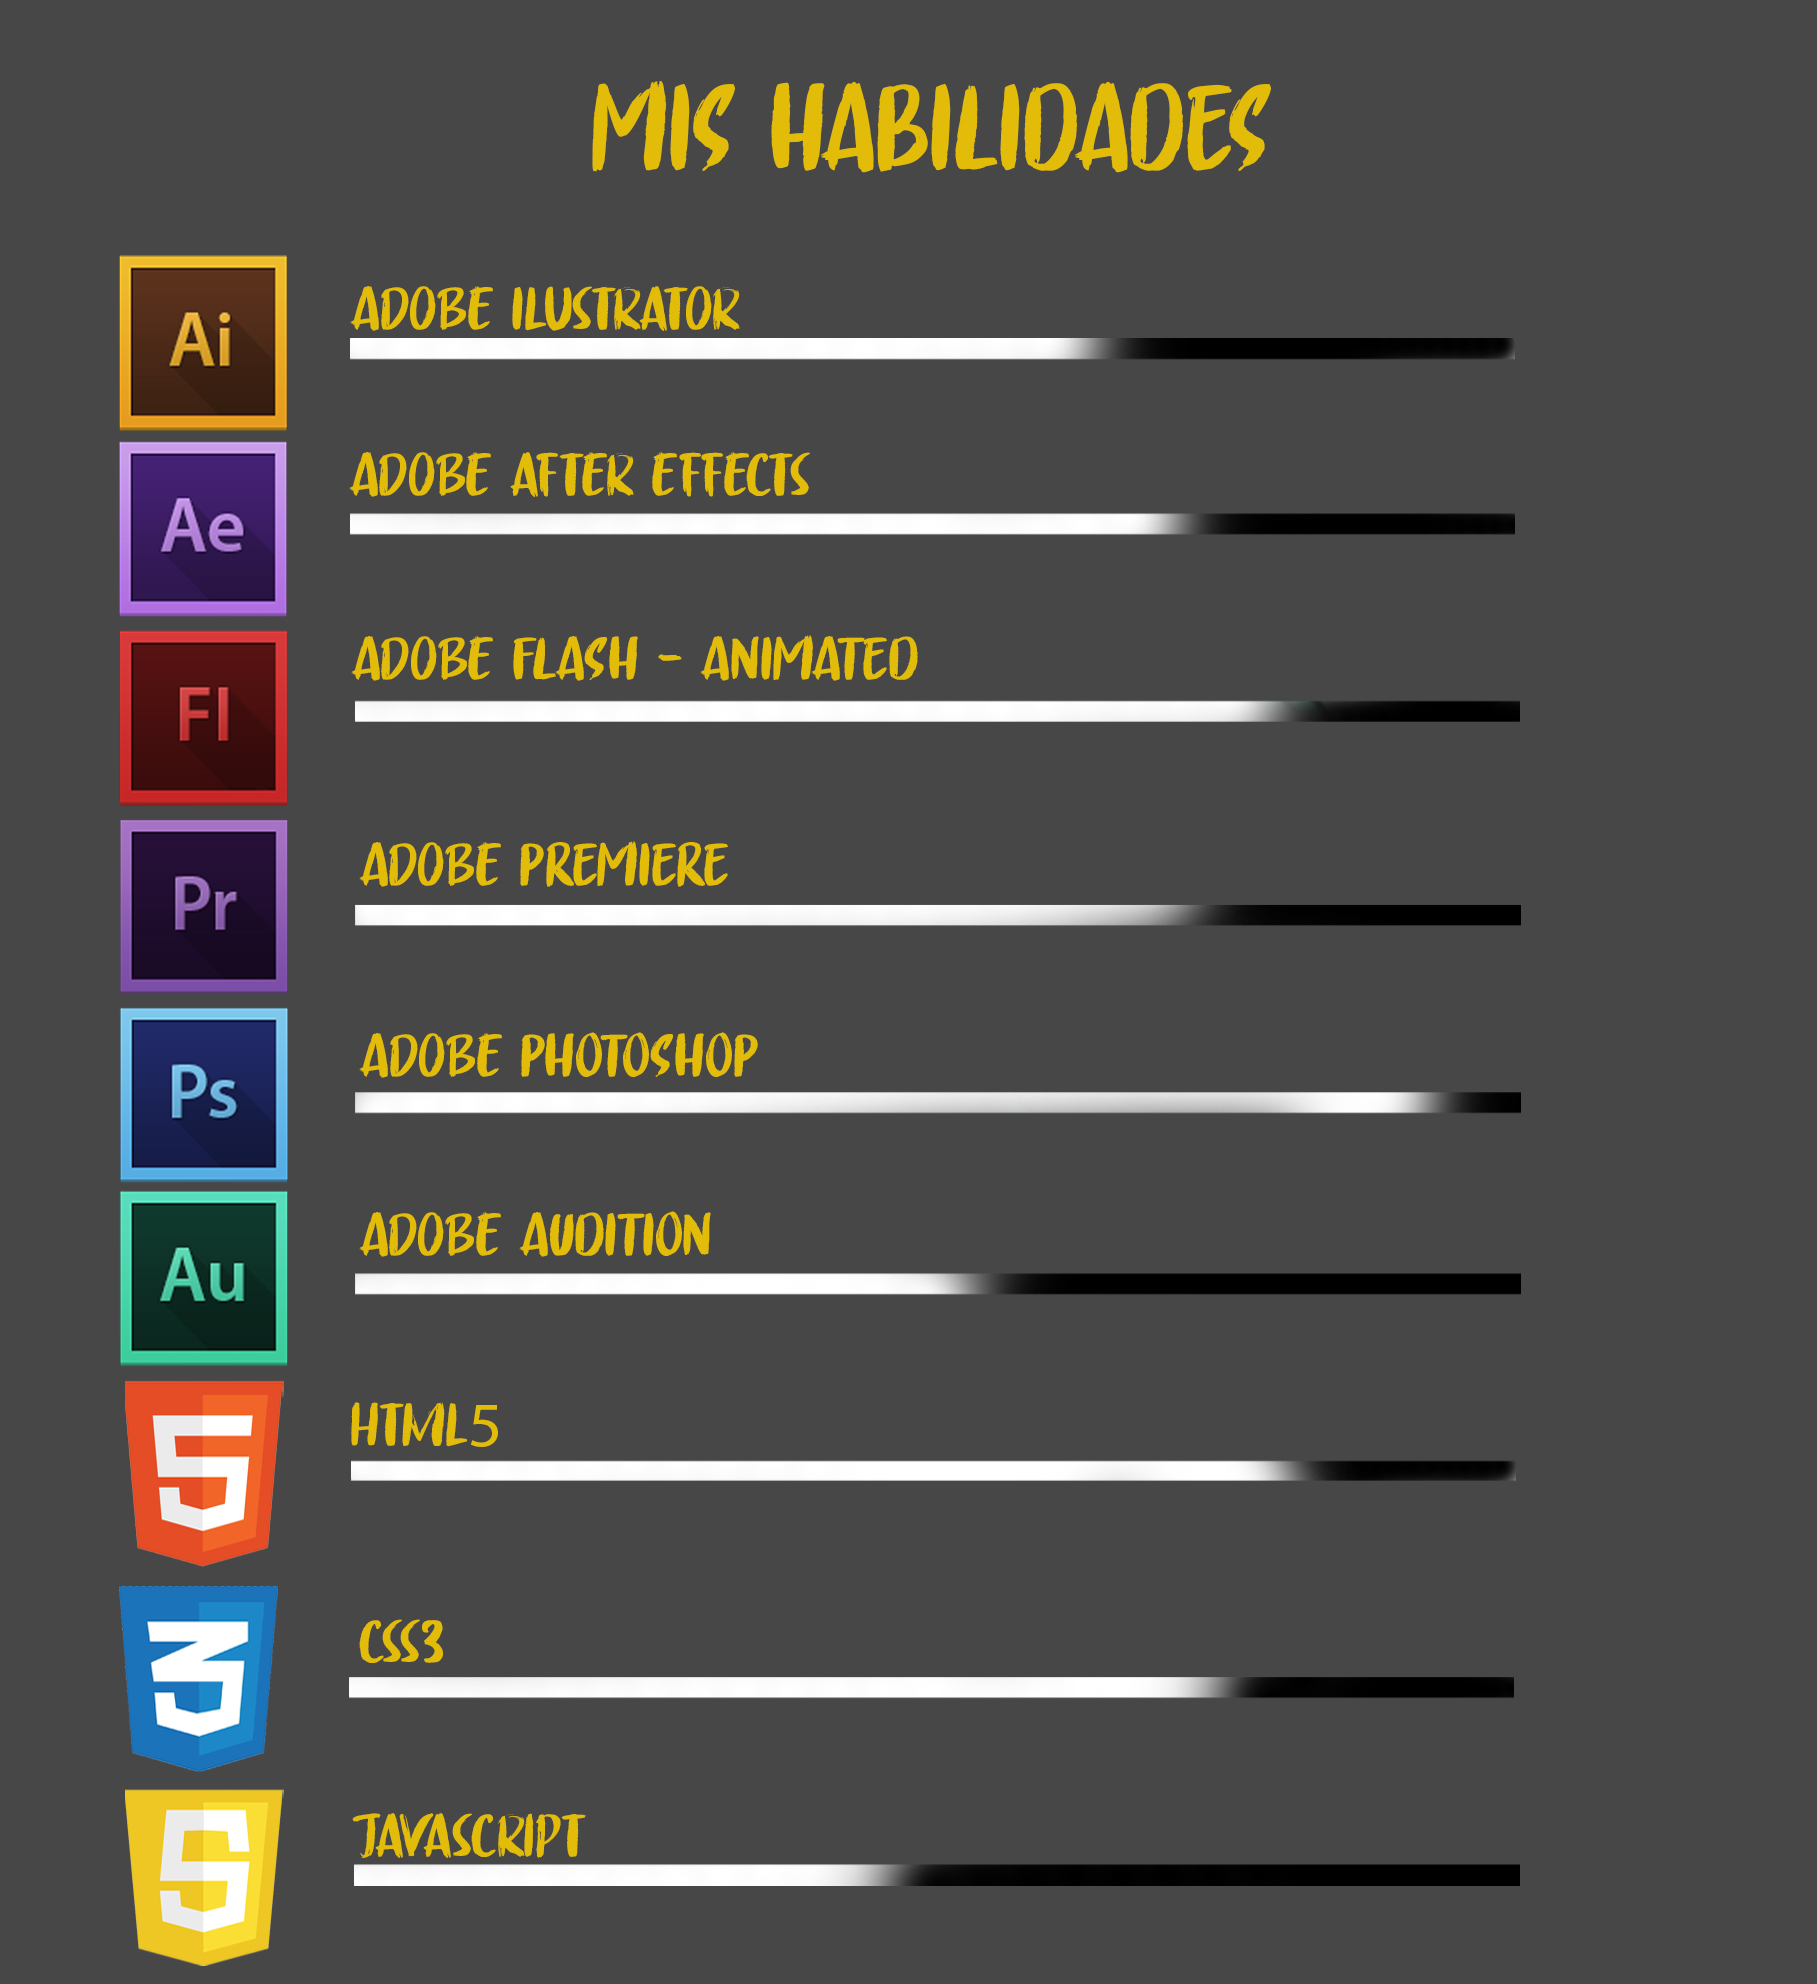 MIS HABILIDADES
Ai
ADOBE ILUSTRATOR
Ae
ADOBE AFTER EFFECTS
Fl
ADOBE FLASH - ANIMATED
Pr
ADOBE PREMIERE
Ps
ADOBE PHOTOSHOP
Au
ADOBE AUDITION
5
HTML5
3
CSS3
5
JAVASCRIPT